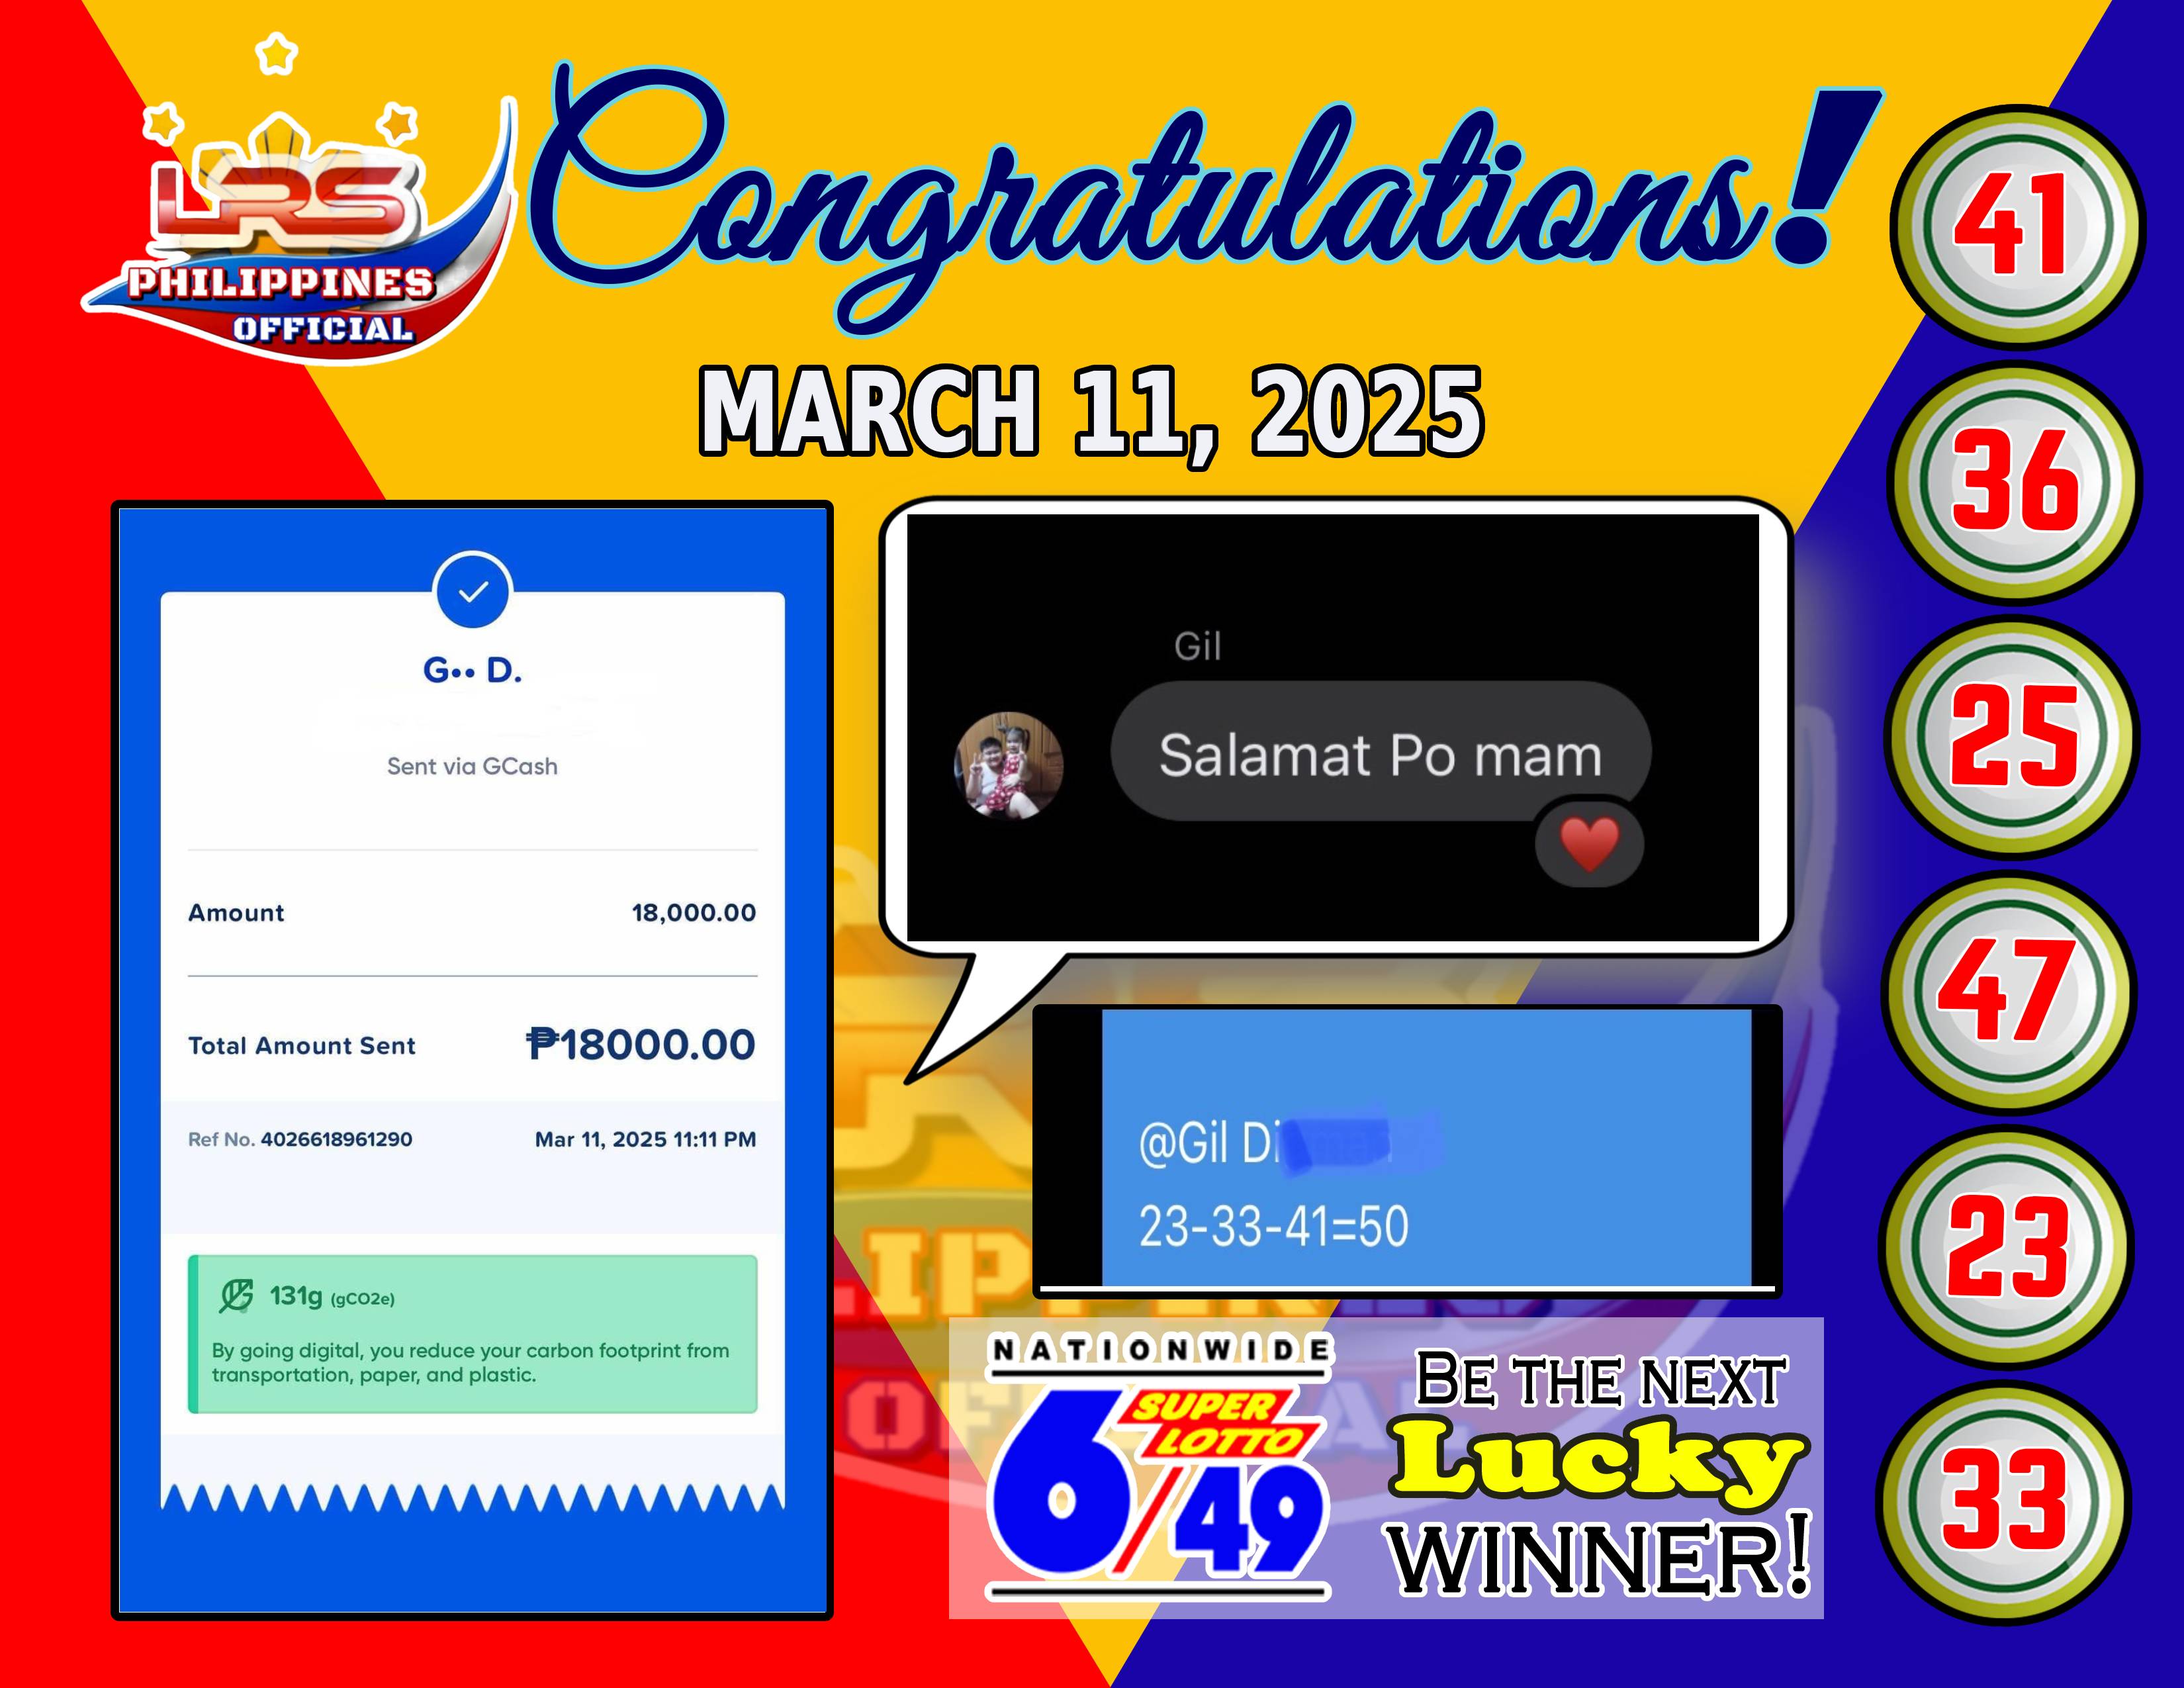 LRS
PHILIPPINES
OFFICIAL
Congratulations!
MARCH 11, 2025
G•• D.
Sent via GCash
Amount 18,000.00
Total Amount Sent ₱18000.00
Ref No. 4026618961290 Mar 11, 2025 11:11 PM
131g (gCO2e)
By going digital, you reduce your carbon footprint from
transportation, paper, and plastic.
Gil
Salamat Po mam
@Gil Di
23-33-41=50
NATIONWIDE
SUPER
LOTTO
6/49
BE THE NEXT
Lucky
WINNER!
41
36
25
47
23
33